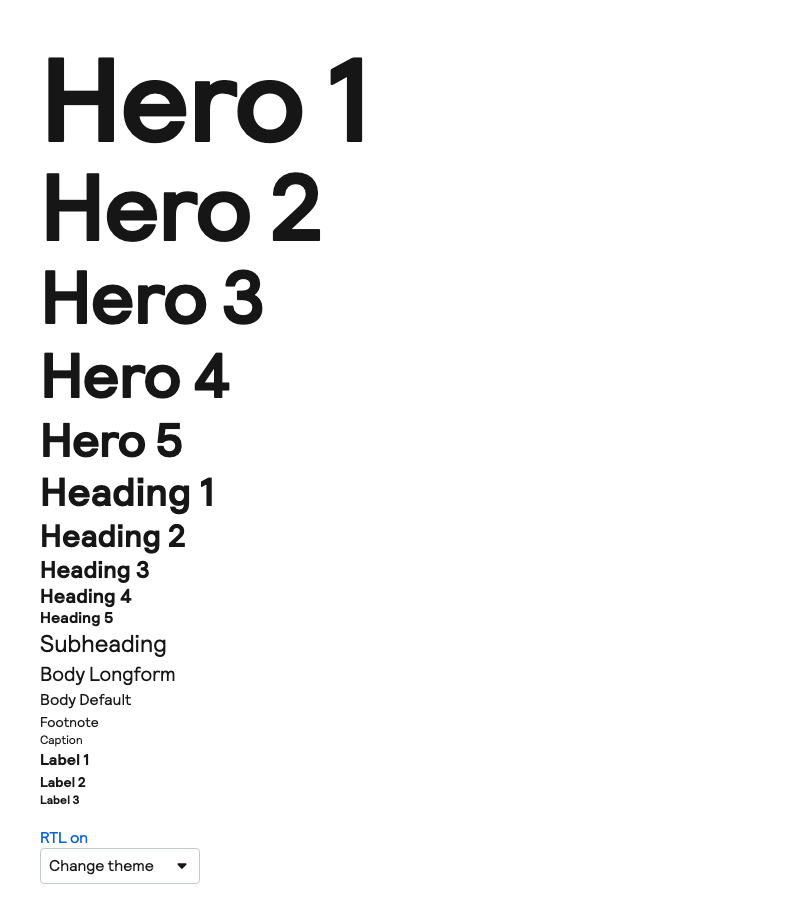 Hero 1
Hero 2
Hero 3
Hero 4
Hero 5
Heading 1
Heading 2
Heading 3
Heading 4
Heading 5
Subheading
Body Longform
Body Default
Footnote
Caption
Label 1
Label 2
Label 3
RTL on
Change theme